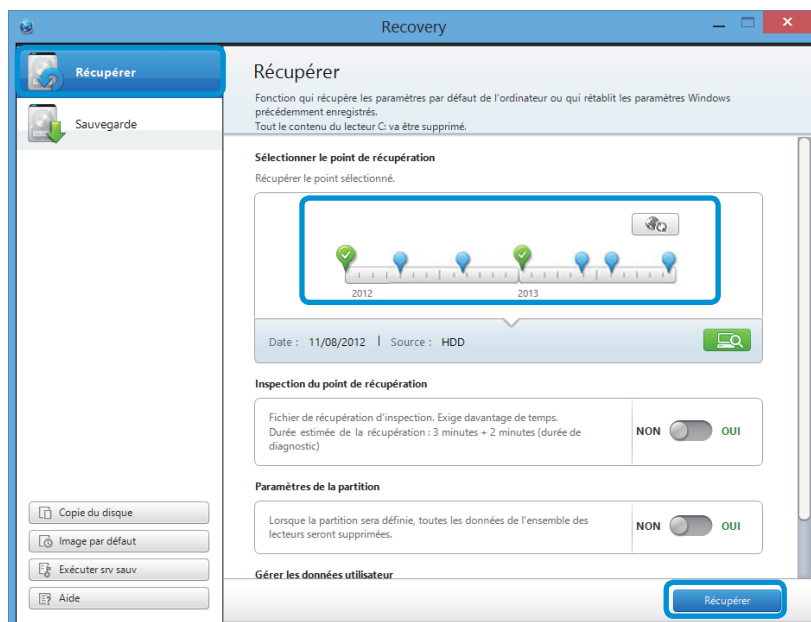 Recovery
Récupérer
Sauvegarde
Copie du disque
Image par défaut
Exécuter srv sauv
Aide
Récupérer
Fonction qui récupère les paramètres par défaut de l'ordinateur ou qui rétablit les paramètres Windows
précédemment enregistrés.
Tout le contenu du lecteur C: va être supprimé.
Sélectionner le point de récupération
Récupérer le point sélectionné.
2012 2013
Date : 11/08/2012 | Source : HDD
Inspection du point de récupération
Fichier de récupération d'inspection. Exige davantage de temps.
Durée estimée de la récupération : 3 minutes + 2 minutes (durée de
diagnostic)
NON OUI
Paramètres de la partition
Lorsque la partition sera définie, toutes les données de l'ensemble des
lecteurs seront supprimées.
NON OUI
Gérer les données utilisateur
Récupérer